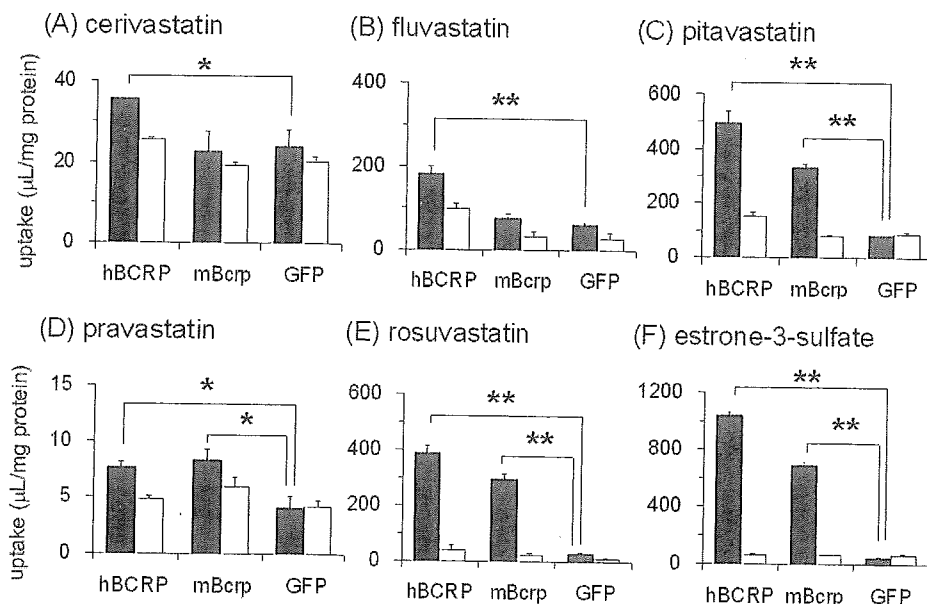 (A) cerivastatin
*
uptake (μL/mg protein)
60
40
20
0
hBCRP mBcrp GFP
(B) fluvastatin
**
400
200
0
hBCRP mBcrp GFP
(C) pitavastatin
**
**
600
400
200
0
hBCRP mBcrp GFP
(D) pravastatin
*
*
uptake (μL/mg protein)
15
10
5
0
hBCRP mBcrp GFP
(E) rosuvastatin
**
**
600
400
200
0
hBCRP mBcrp GFP
(F) estrone-3-sulfate
**
**
1200
800
400
0
hBCRP mBcrp GFP